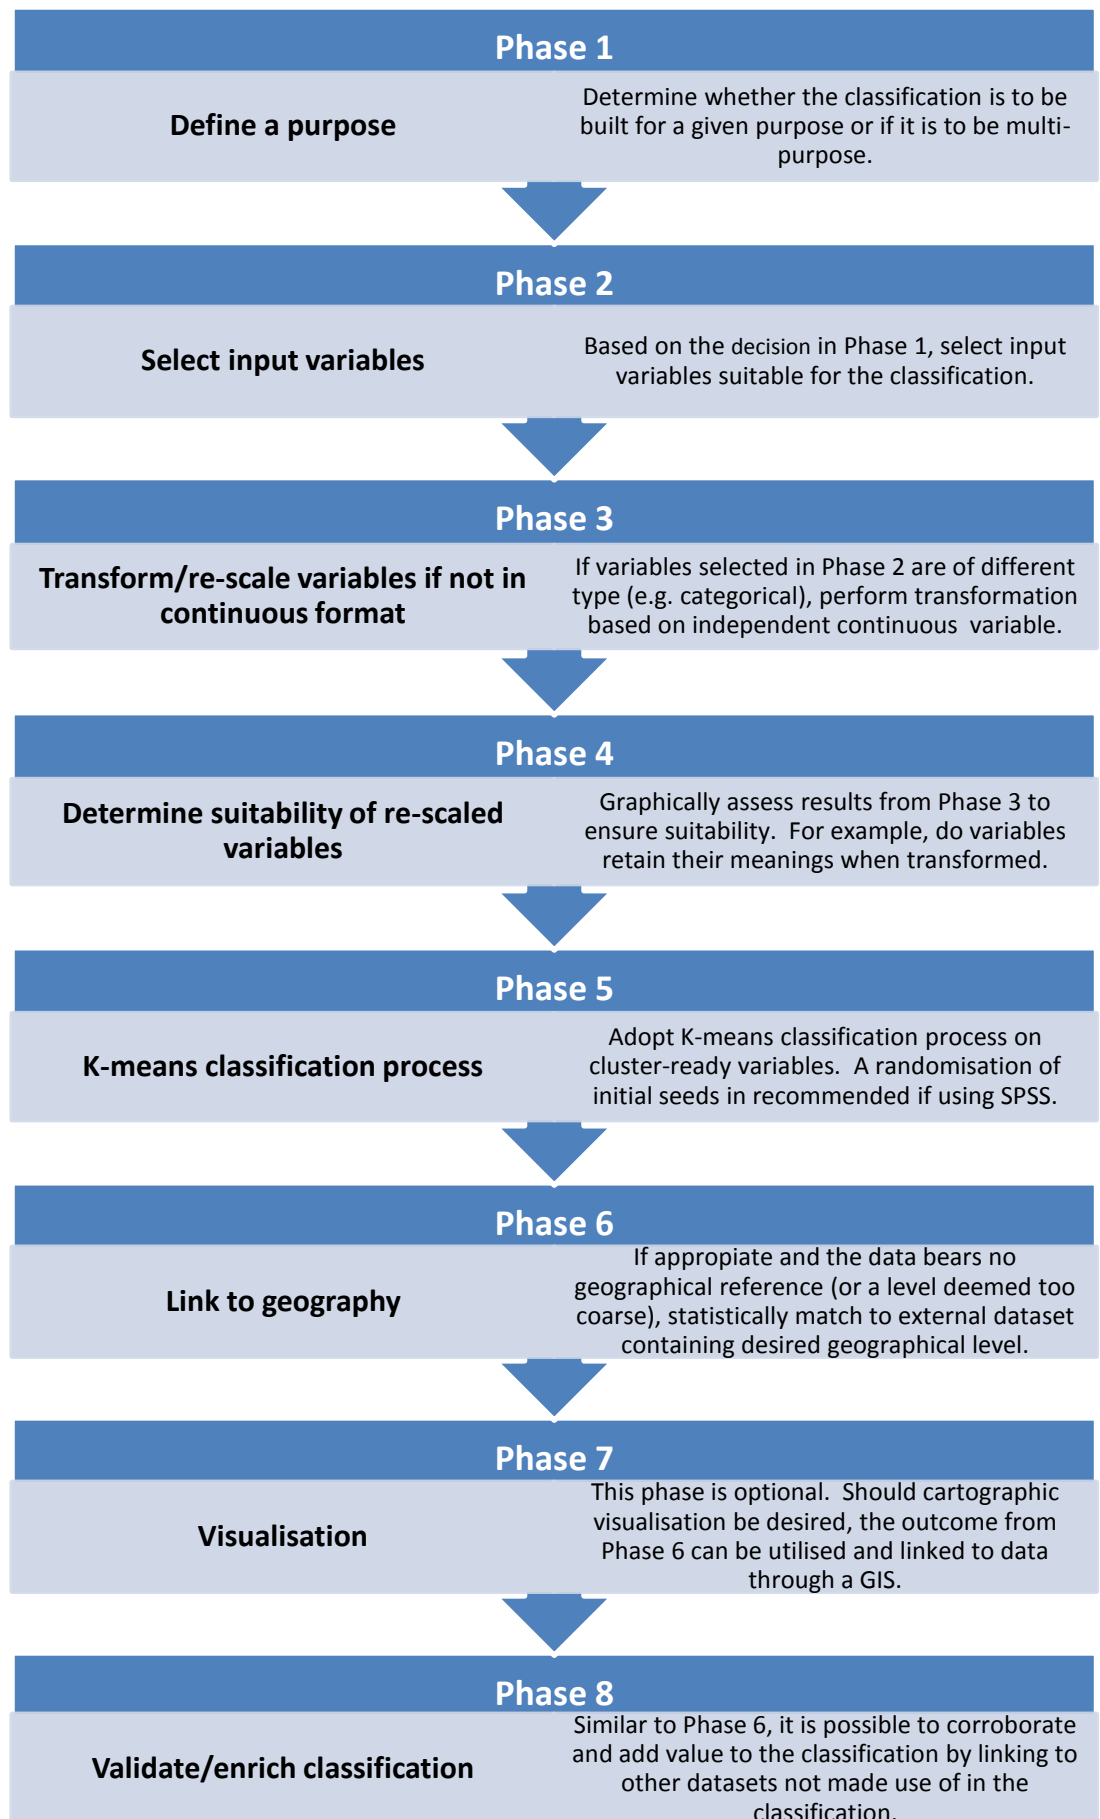 Phase 1
Define a purpose
Determine whether the classification is to be
built for a given purpose or if it is to be multi-
purpose.
Phase 2
Select input variables
Based on the decision in Phase 1, select input
variables suitable for the classification.
Phase 3
Transform/re-scale variables if not in
continuous format
If variables selected in Phase 2 are of different
type (e.g. categorical), perform transformation
based on independent continuous variable.
Phase 4
Determine suitability of re-scaled
variables
Graphically assess results from Phase 3 to
ensure suitability. For example, do variables
retain their meanings when transformed.
Phase 5
K-means classification process
Adopt K-means classification process on
cluster-ready variables. A randomisation of
initial seeds in recommended if using SPSS.
Phase 6
Link to geography
If appropiate and the data bears no
geographical reference (or a level deemed too
coarse), statistically match to external dataset
containing desired geographical level.
Phase 7
Visualisation
This phase is optional. Should cartographic
visualisation be desired, the outcome from
Phase 6 can be utilised and linked to data
through a GIS.
Phase 8
Validate/enrich classification
Similar to Phase 6, it is possible to corroborate
and add value to the classification by linking to
other datasets not made use of in the
classification.